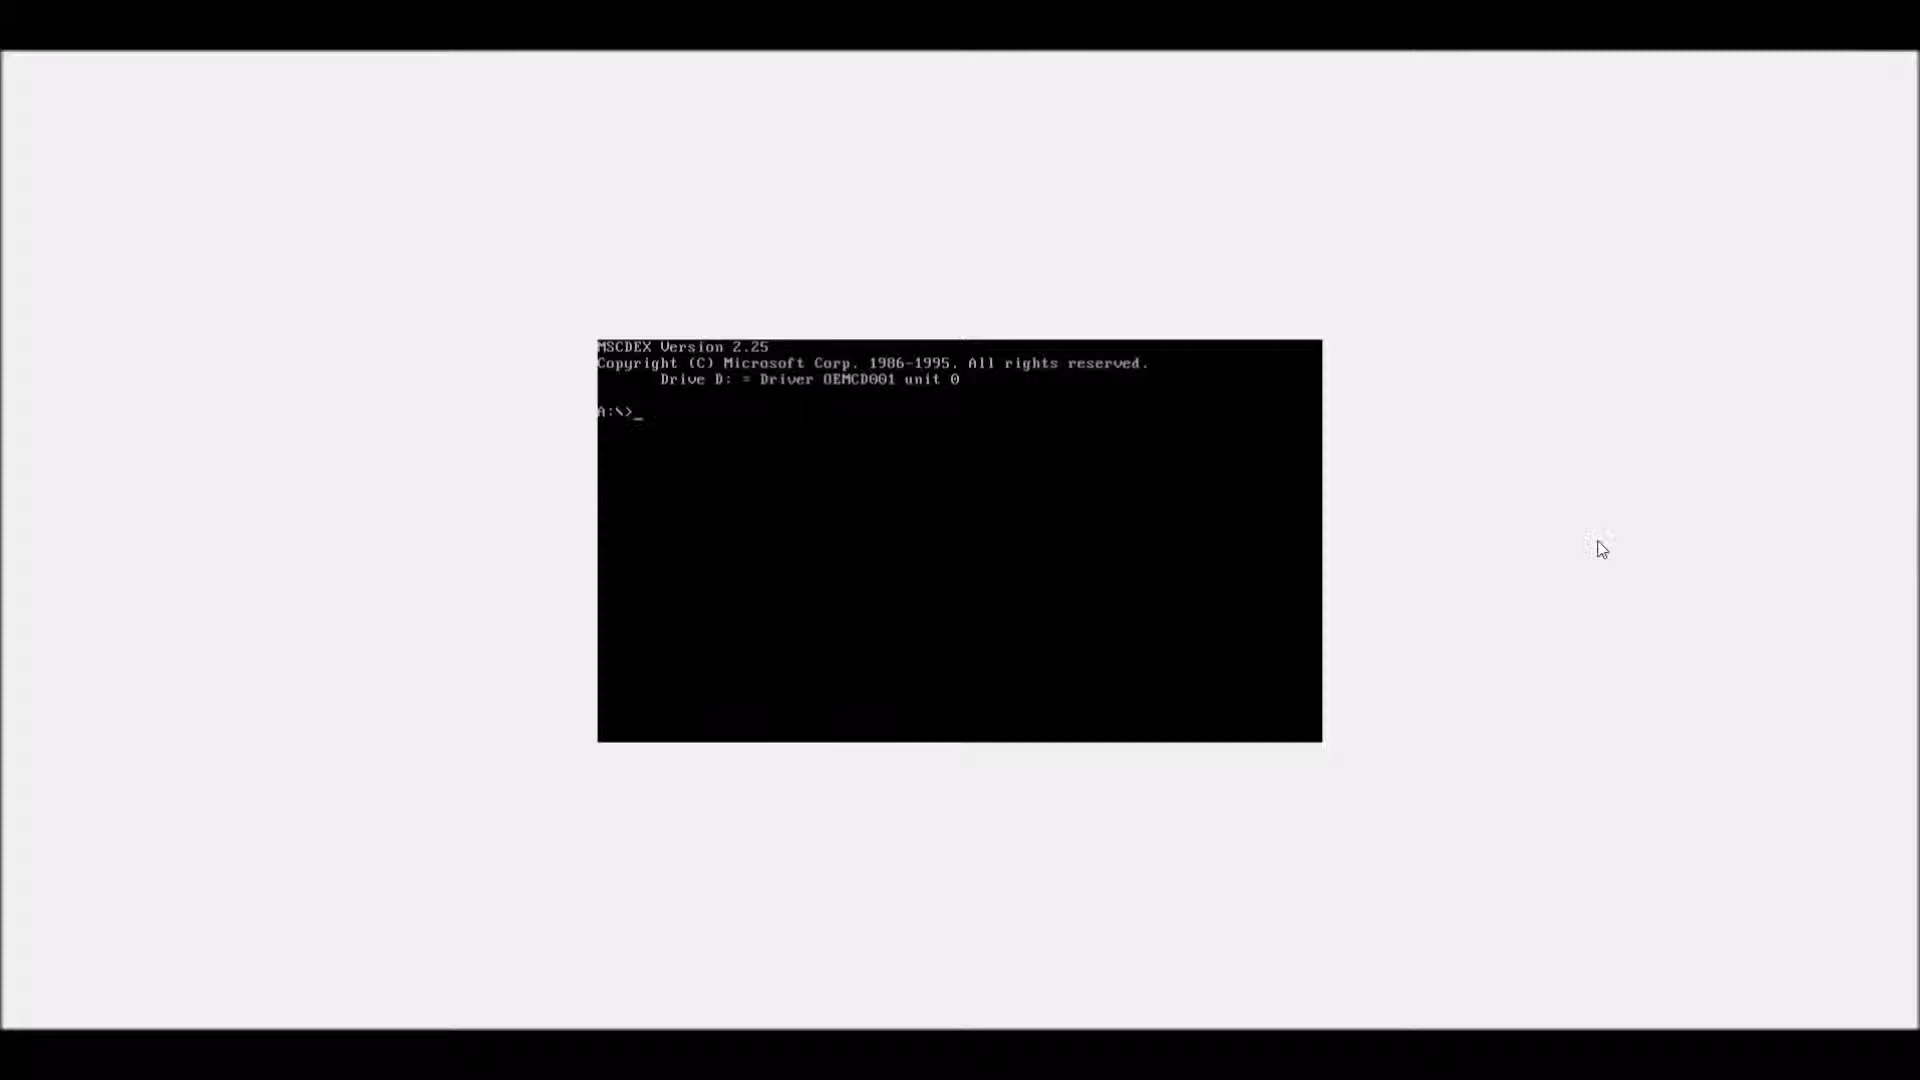 MSCDEX Version 2.25
Copyright (C) Microsoft Corp. 1986-1995. All rights reserved.
Drive D: = Driver OEMCD001 unit 0
A:\>_